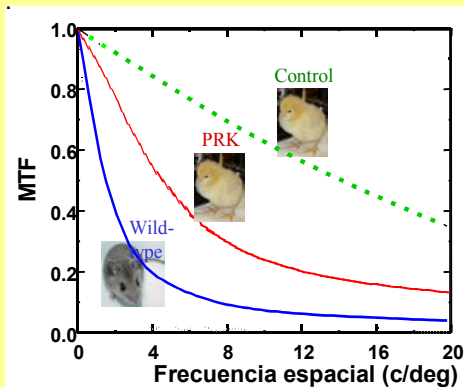 1.0
0.8
0.6
0.4
0.2
0.0
MTF
Control
PRK
Wild-
type
0 4 8 12 16 20
Frecuencia espacial (c/deg)